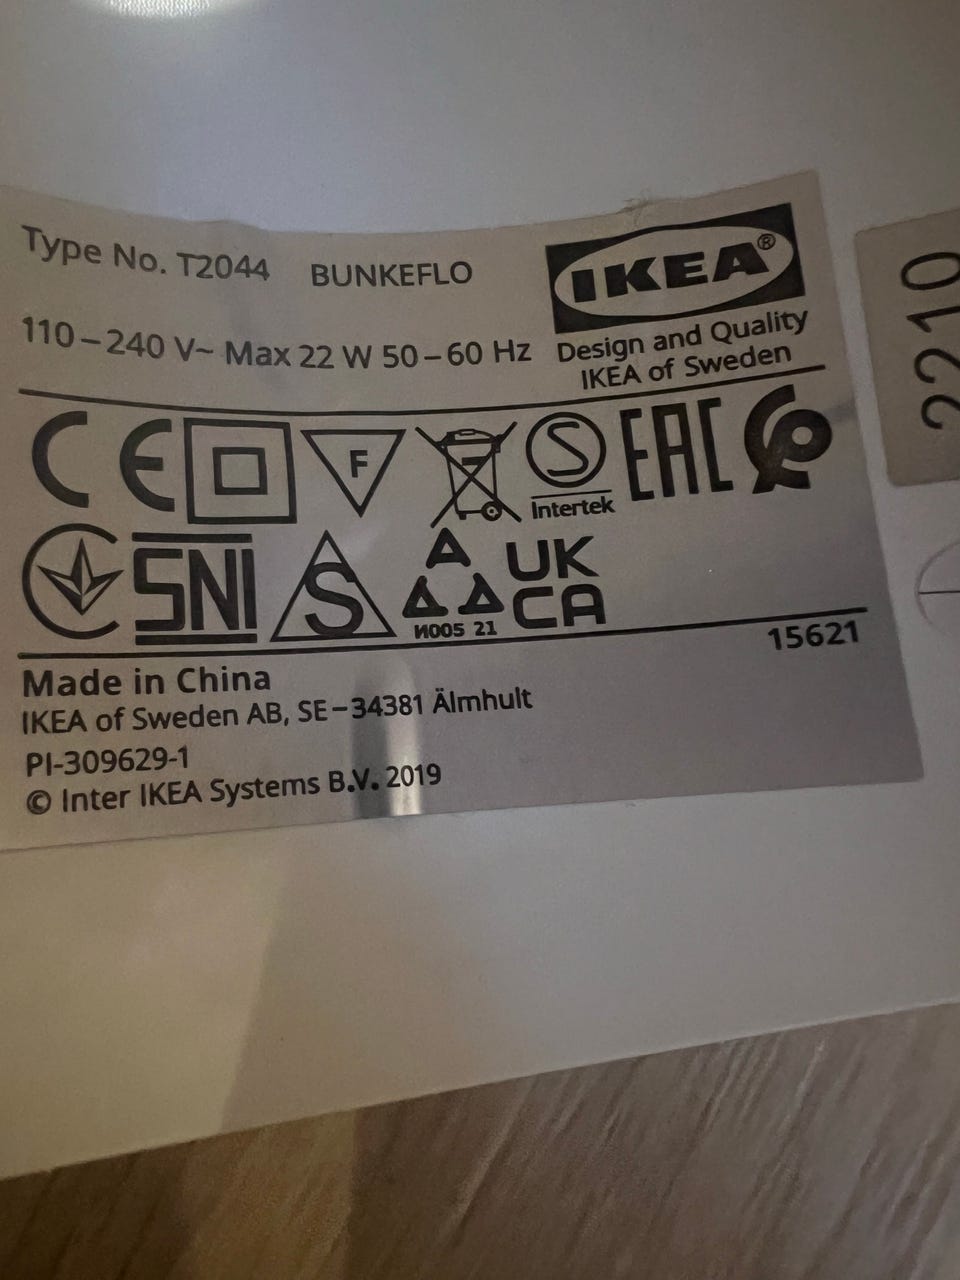 Type No. T2044 BUNKEFLO
IKEA®
110–240 V~ Max 22 W 50–60 Hz
Design and Quality
IKEA of Sweden
CE F S Intertek EAC
SNI S UK
CA
И005 21
15621
Made in China
IKEA of Sweden AB, SE–34381 Älmhult
PI-309629-1
© Inter IKEA Systems B.V. 2019
2210